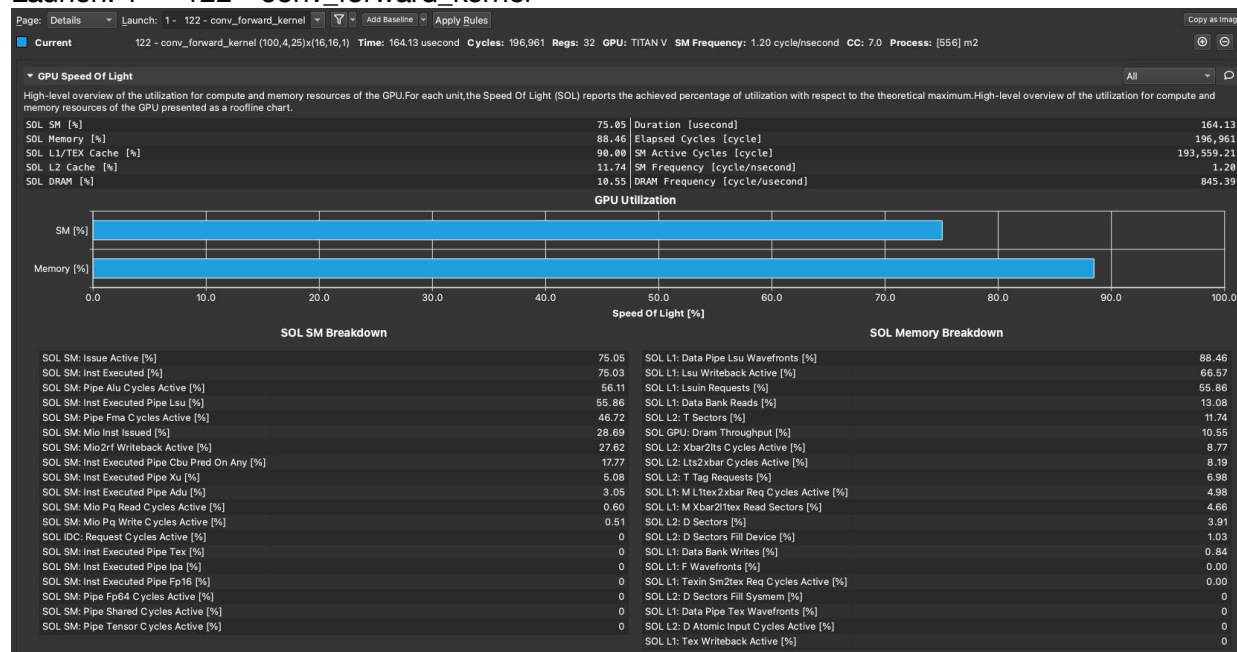 Launch: 1 - 122 - conv_forward_kernel
Page: Details Launch: 1 - 122 - conv_forward_kernel Add Baseline Apply Rules Copy as Imag
Current 122 - conv_forward_kernel (100,4,25)x(16,16,1) Time: 164.13 usecond Cycles: 196,961 Regs: 32 GPU: TITAN V SM Frequency: 1.20 cycle/nsecond CC: 7.0 Process: [556] m2
GPU Speed Of Light All
High-level overview of the utilization for compute and memory resources of the GPU.For each unit,the Speed Of Light (SOL) reports the achieved percentage of utilization with respect to the theoretical maximum.High-level overview of the utilization for compute and
memory resources of the GPU presented as a roofline chart.
SOL SM [%] 75.05 Duration [usecond] 164.13
SOL Memory [%] 88.46 Elapsed Cycles [cycle] 196,961
SOL L1/TEX Cache [%] 90.00 SM Active Cycles [cycle] 193,559.21
SOL L2 Cache [%] 11.74 SM Frequency [cycle/nsecond] 1.20
SOL DRAM [%] 10.55 DRAM Frequency [cycle/usecond] 845.39
GPU Utilization
SM [%]
Memory [%]
0.0 10.0 20.0 30.0 40.0 50.0 60.0 70.0 80.0 90.0 100.0
Speed Of Light [%]
SOL SM Breakdown SOL Memory Breakdown
SOL SM: Issue Active [%] 75.05 SOL L1: Data Pipe Lsu Wavefronts [%] 88.46
SOL SM: Inst Executed [%] 75.03 SOL L1: Lsu Writeback Active [%] 66.57
SOL SM: Pipe Alu Cycles Active [%] 56.11 SOL L1: Lsuin Requests [%] 55.86
SOL SM: Inst Executed Pipe Lsu [%] 55.86 SOL L1: Data Bank Reads [%] 13.08
SOL SM: Pipe Fma Cycles Active [%] 46.72 SOL L2: T Sectors [%] 11.74
SOL SM: Mio Inst Issued [%] 28.69 SOL GPU: Dram Throughput [%] 10.55
SOL SM: Mio2rf Writeback Active [%] 27.62 SOL L2: Xbar2lts Cycles Active [%] 8.77
SOL SM: Inst Executed Pipe Cbu Pred On Any [%] 17.77 SOL L2: Lts2xbar Cycles Active [%] 8.19
SOL SM: Inst Executed Pipe Xu [%] 5.08 SOL L2: T Tag Requests [%] 6.98
SOL SM: Inst Executed Pipe Adu [%] 3.05 SOL L1: M L1tex2xbar Req Cycles Active [%] 4.98
SOL SM: Mio Pq Read Cycles Active [%] 0.60 SOL L1: M Xbar2l1tex Read Sectors [%] 4.66
SOL SM: Mio Pq Write Cycles Active [%] 0.51 SOL L2: D Sectors [%] 3.91
SOL IDC: Request Cycles Active [%] 0 SOL L2: D Sectors Fill Device [%] 1.03
SOL SM: Inst Executed Pipe Tex [%] 0 SOL L1: Data Bank Writes [%] 0.84
SOL SM: Inst Executed Pipe Ipa [%] 0 SOL L1: F Wavefronts [%] 0.00
SOL SM: Inst Executed Pipe Fp16 [%] 0 SOL L1: Texin Sm2tex Req Cycles Active [%] 0.00
SOL SM: Pipe Fp64 Cycles Active [%] 0 SOL L2: D Sectors Fill Sysmem [%] 0
SOL SM: Pipe Shared Cycles Active [%] 0 SOL L1: Data Pipe Tex Wavefronts [%] 0
SOL SM: Pipe Tensor Cycles Active [%] 0 SOL L2: D Atomic Input Cycles Active [%] 0
SOL L1: Tex Writeback Active [%] 0